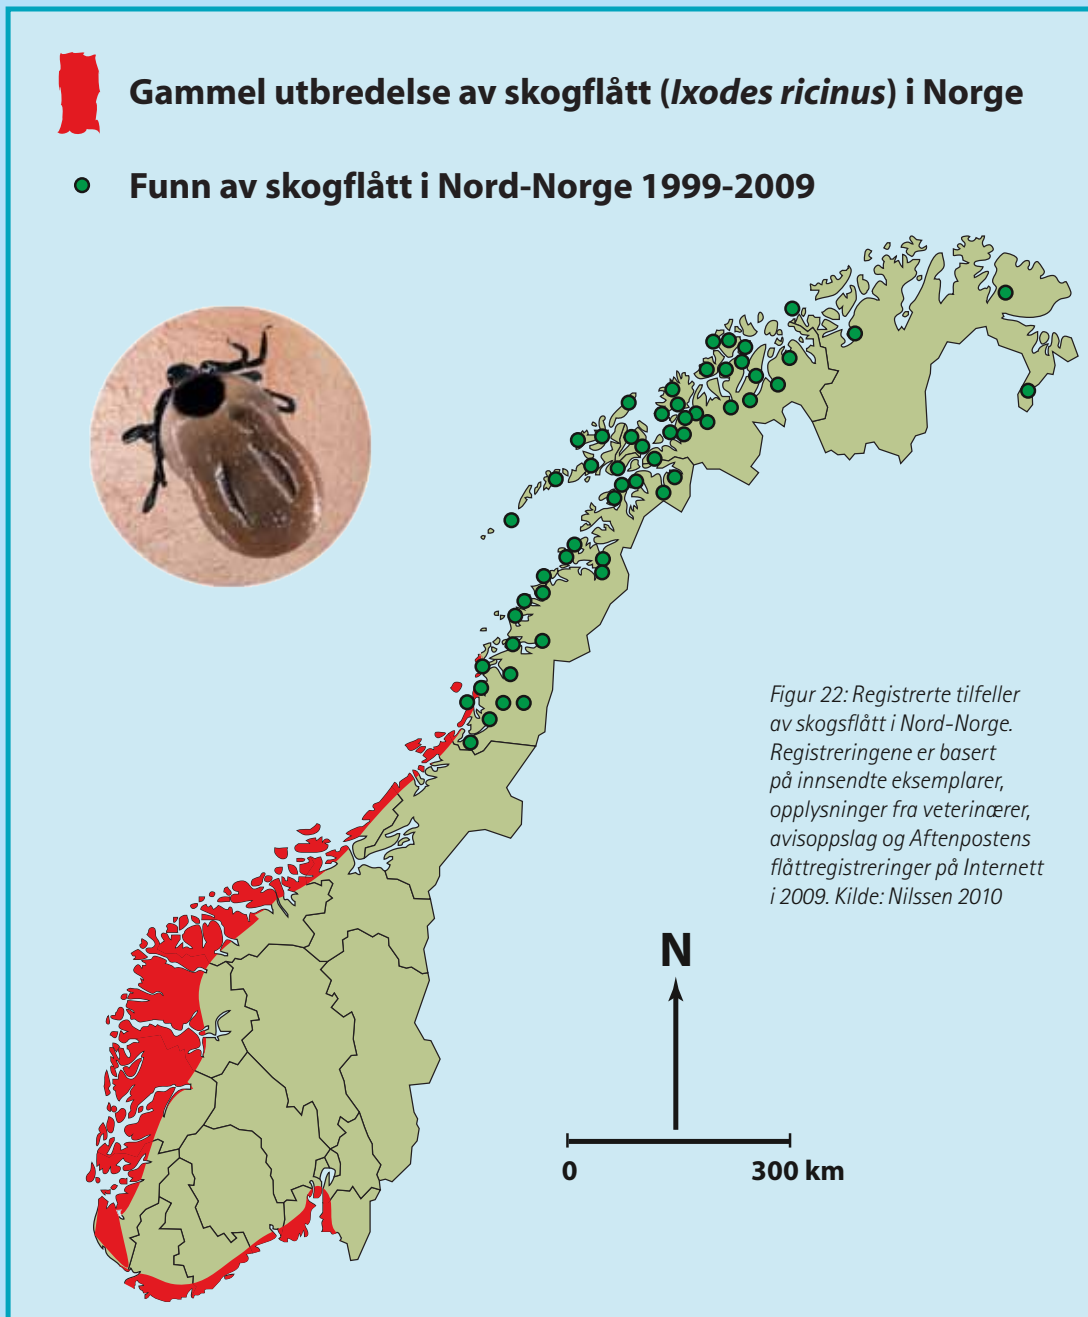 Gammel utbredelse av skogflått (Ixodes ricinus) i Norge
Funn av skogflått i Nord-Norge 1999-2009
Figur 22: Registrerte tilfeller
av skogsflått i Nord-Norge.
Registreringene er basert
på innsendte eksemplarer,
opplysninger fra veterinærer,
avisoppslag og Aftenpostens
flåttregistreringer på Internett
i 2009. Kilde: Nilssen 2010
N
0 300 km